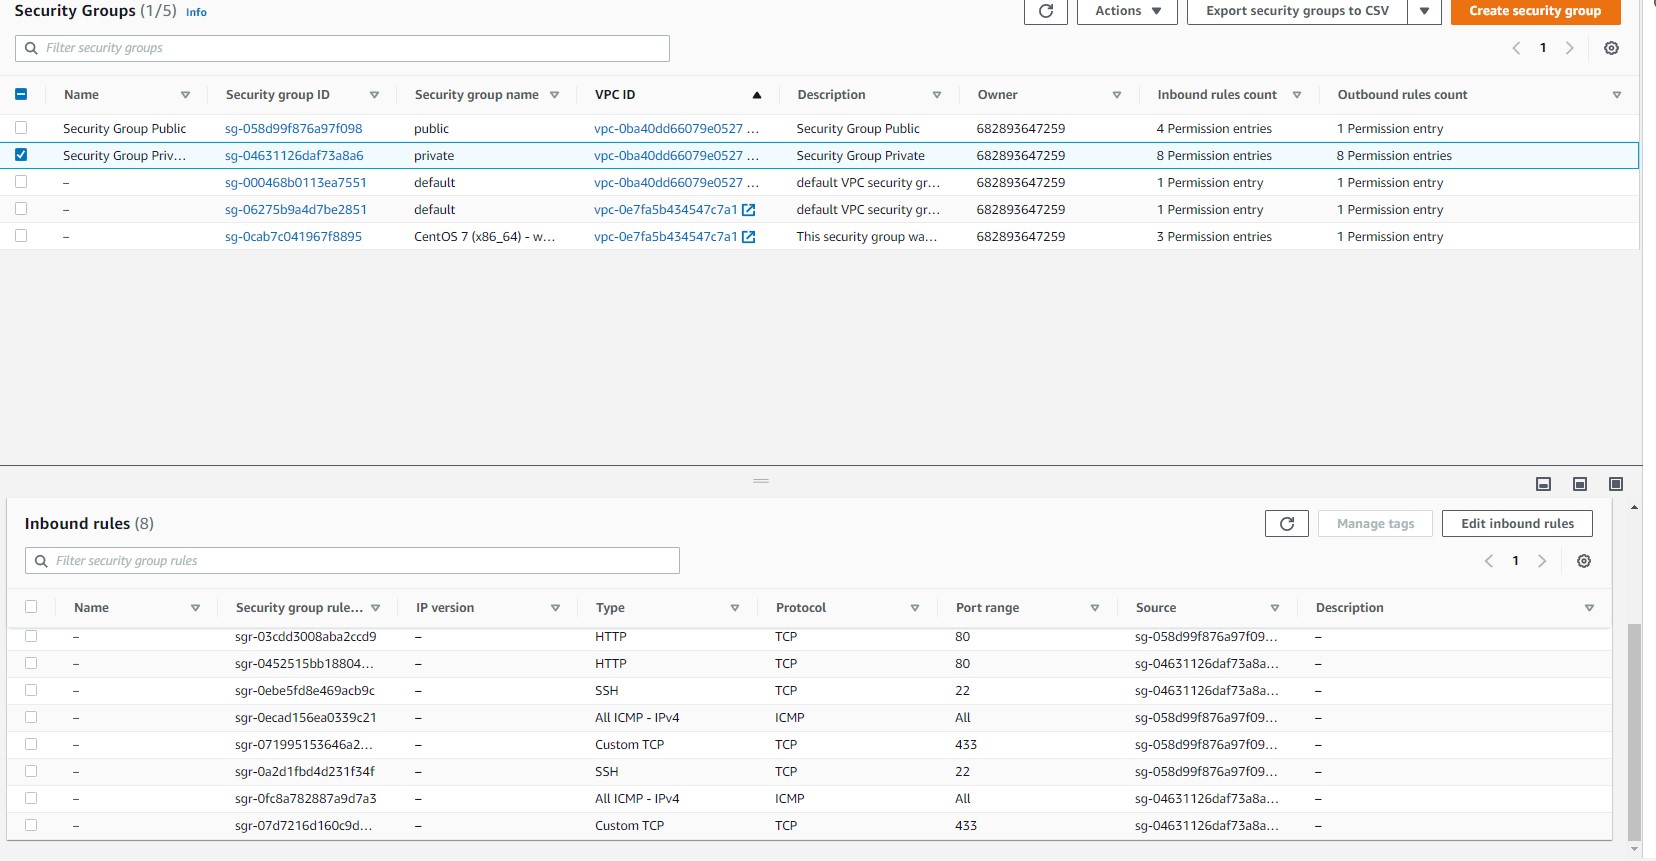 Security Groups (1/5) Info
Actions Export security groups to CSV Create security group
Filter security groups 1
Name Security group ID Security group name VPC ID Description Owner Inbound rules count Outbound rules count
Security Group Public sg-058d99f876a97f098 public vpc-0ba40dd66079e0527 ... Security Group Public 682893647259 4 Permission entries 1 Permission entry
Security Group Priv... sg-04631126daf73a8a6 private vpc-0ba40dd66079e0527 ... Security Group Private 682893647259 8 Permission entries 8 Permission entries
– sg-000468b0113ea7551 default vpc-0ba40dd66079e0527 ... default VPC security gr... 682893647259 1 Permission entry 1 Permission entry
– sg-06275b9a4d7be2851 default vpc-0e7fa5b434547c7a1 default VPC security gr... 682893647259 1 Permission entry 1 Permission entry
– sg-0cab7c041967f8895 CentOS 7 (x86_64) - w... vpc-0e7fa5b434547c7a1 This security group wa... 682893647259 3 Permission entries 1 Permission entry
Inbound rules (8) Manage tags Edit inbound rules
Filter security group rules 1
Name Security group rule... IP version Type Protocol Port range Source Description
– sgr-03cdd3008aba2ccd9 – HTTP TCP 80 sg-058d99f876a97f09... –
– sgr-0452515bb18804... – HTTP TCP 80 sg-04631126daf73a8a... –
– sgr-0ebe5fd8e469acb9c – SSH TCP 22 sg-04631126daf73a8a... –
– sgr-0ecad156ea0339c21 – All ICMP - IPv4 ICMP All sg-058d99f876a97f09... –
– sgr-071995153646a2... – Custom TCP TCP 433 sg-058d99f876a97f09... –
– sgr-0a2d1fbd4d231f34f – SSH TCP 22 sg-058d99f876a97f09... –
– sgr-0fc8a782887a9d7a3 – All ICMP - IPv4 ICMP All sg-04631126daf73a8a... –
– sgr-07d7216d160c9d... – Custom TCP TCP 433 sg-04631126daf73a8a... –